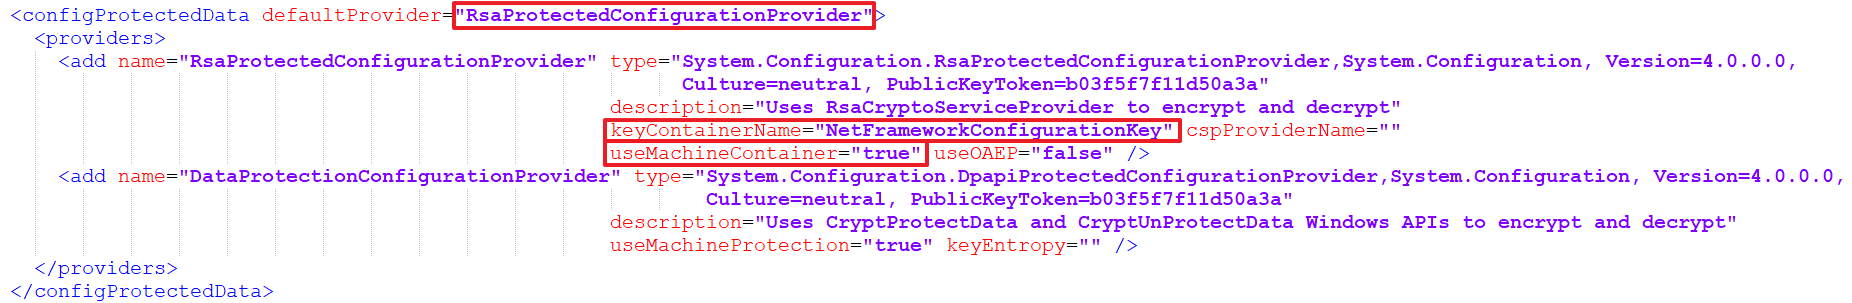 <configProtectedData defaultProvider="RsaProtectedConfigurationProvider">
<providers>
<add name="RsaProtectedConfigurationProvider" type="System.Configuration.RsaProtectedConfigurationProvider,System.Configuration, Version=4.0.0.0,
Culture=neutral, PublicKeyToken=b03f5f7f11d50a3a"
description="Uses RsaCryptoServiceProvider to encrypt and decrypt"
keyContainerName="NetFrameworkConfigurationKey" cspProviderName=""
useMachineContainer="true" useOAEP="false" />
<add name="DataProtectionConfigurationProvider" type="System.Configuration.DpapiProtectedConfigurationProvider,System.Configuration, Version=4.0.0.0,
Culture=neutral, PublicKeyToken=b03f5f7f11d50a3a"
description="Uses CryptProtectData and CryptUnProtectData Windows APIs to encrypt and decrypt"
useMachineProtection="true" keyEntropy="" />
</providers>
</configProtectedData>